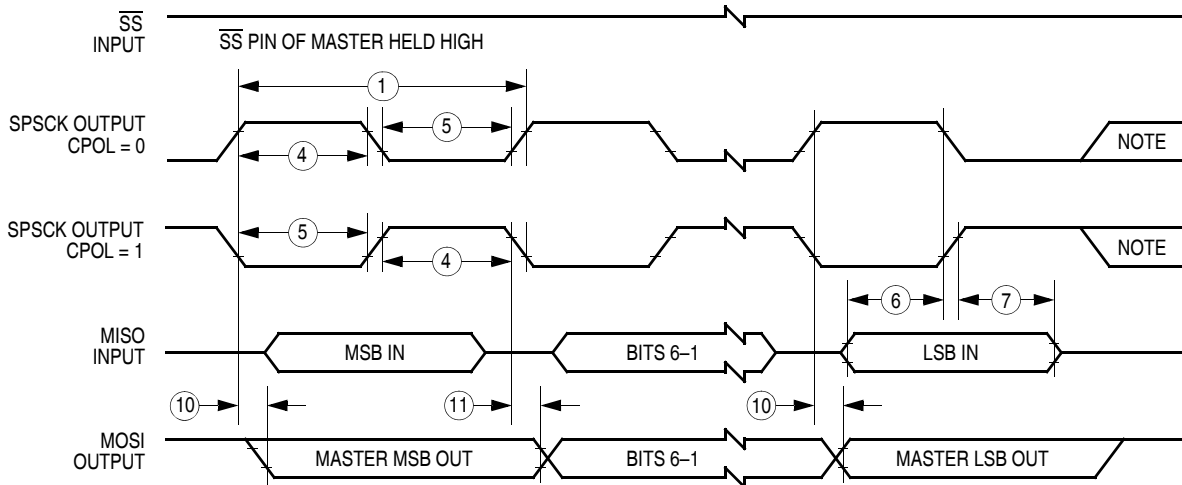 SS
INPUT
SS PIN OF MASTER HELD HIGH
1
SPSCK OUTPUT
CPOL = 0
5
4
NOTE
SPSCK OUTPUT
CPOL = 1
5
4
NOTE
6
7
MISO
INPUT
MSB IN
BITS 6–1
LSB IN
10
11
10
MOSI
OUTPUT
MASTER MSB OUT
BITS 6–1
MASTER LSB OUT